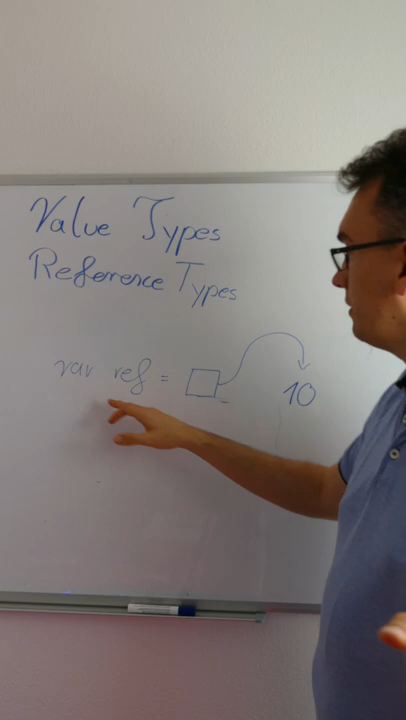 Value Types
Reference Types
var ref = 10